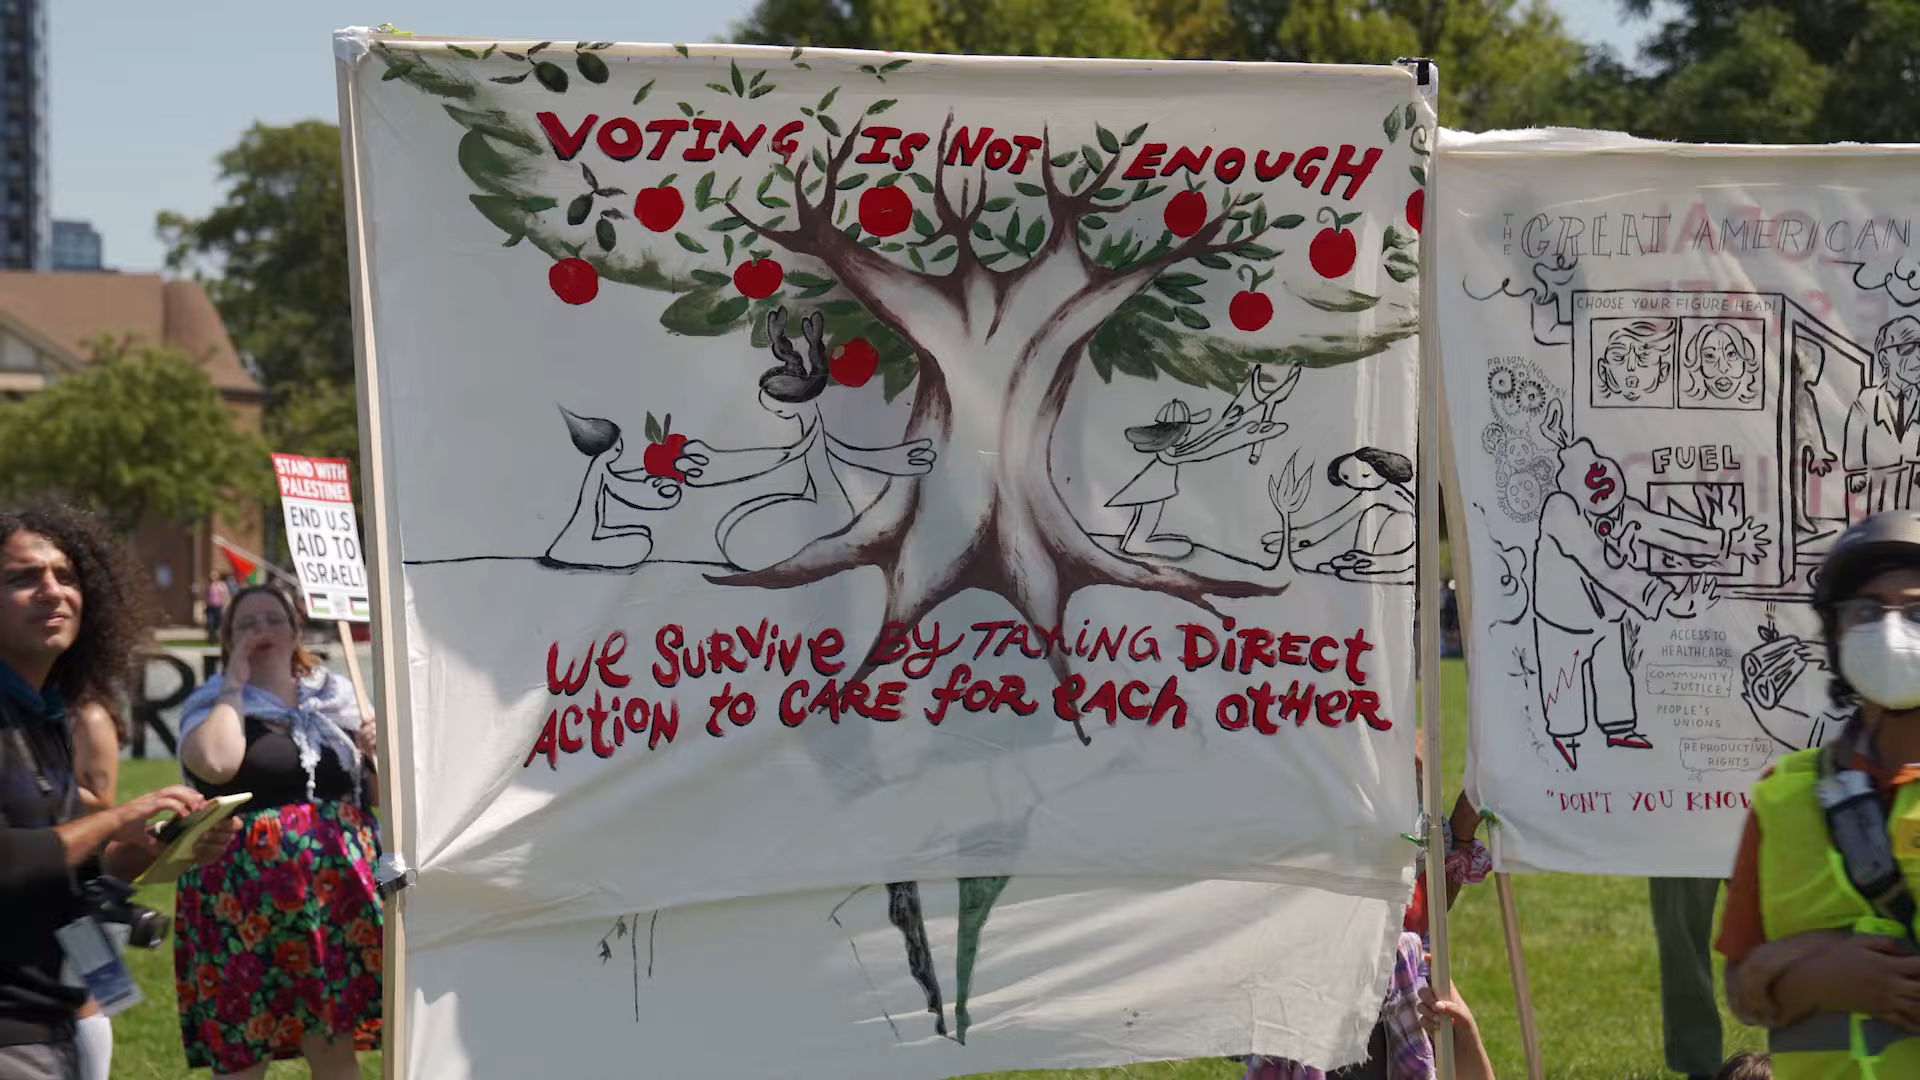 VOTING IS NOT ENOUGH
WE SURVIVE BY TAKING DIRECT
ACTION TO CARE FOR EACH OTHER
STAND WITH
PALESTINE!
END U.S
AID TO
ISRAEL!
THE GREAT AMERICAN
CHOOSE YOUR FIGURE HEAD!
PRISON-INDUSTRY
FUEL
$
ACCESS TO
HEALTHCARE
COMMUNITY
JUSTICE
PEOPLE'S
UNIONS
REPRODUCTIVE
RIGHTS
"DON'T YOU KNOW
R